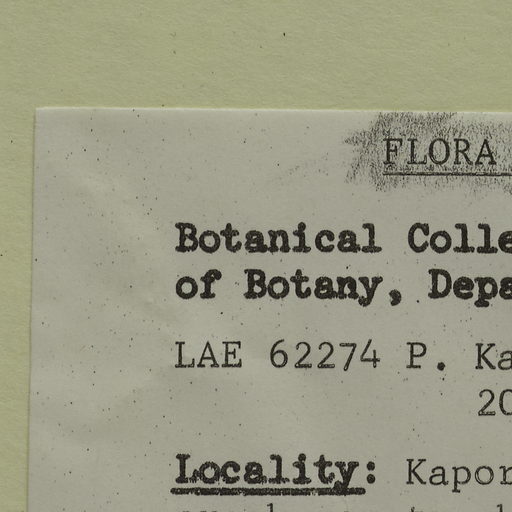 FLORA
Botanical Colle
of Botany, Depa
LAE 62274 P. Ka
20
Locality: Kapor